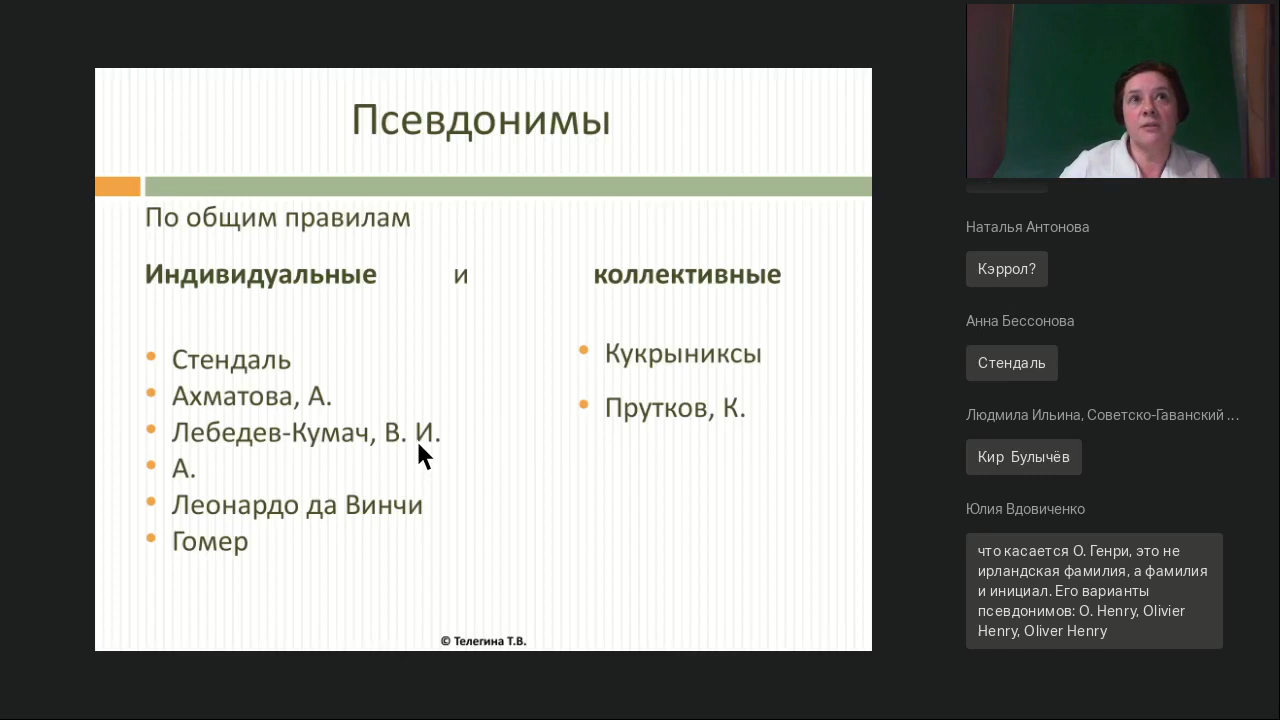 Псевдонимы
По общим правилам
Индивидуальные и коллективные
Стендаль
Ахматова, А.
Лебедев-Кумач, В. И.
А.
Леонардо да Винчи
Гомер
Кукрыниксы
Прутков, К.
© Телегина Т.В.
Наталья Антонова
Кэррол?
Анна Бессонова
Стендаль
Людмила Ильина, Советско-Гаванский ...
Кир Булычёв
Юлия Вдовиченко
что касается О. Генри, это не
ирландская фамилия, а фамилия
и инициал. Его варианты
псевдонимов: O. Henry, Olivier
Henry, Oliver Henry